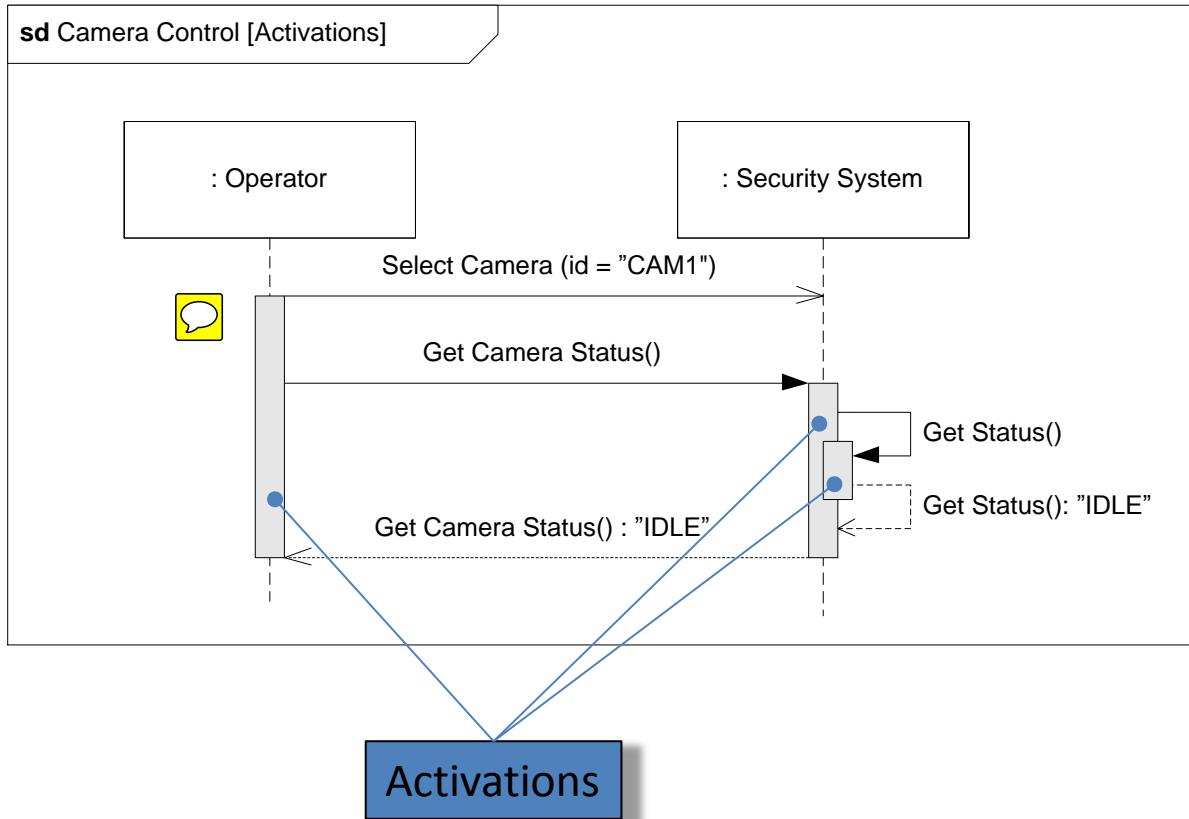 sd Camera Control [Activations]
: Operator
: Security System
Select Camera (id = ”CAM1")
Get Camera Status()
Get Status()
Get Status(): ”IDLE”
Get Camera Status() : ”IDLE”
Activations